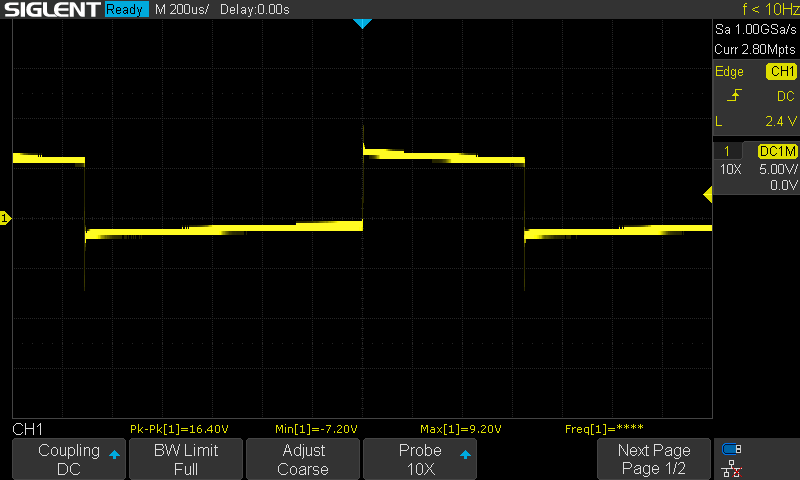 SIGLENT Ready M 200us/ Delay:0.00s f < 10Hz
Sa 1.00GSa/s
Curr 2.80Mpts
Edge CH1
DC
L 2.4 V
1 DC1M
10X 5.00V/
0.0V
1
CH1 Pk-Pk[1]=16.40V Min[1]=-7.20V Max[1]=9.20V Freq[1]=****
Coupling BW Limit Adjust Probe Next Page
DC Full Coarse 10X Page 1/2